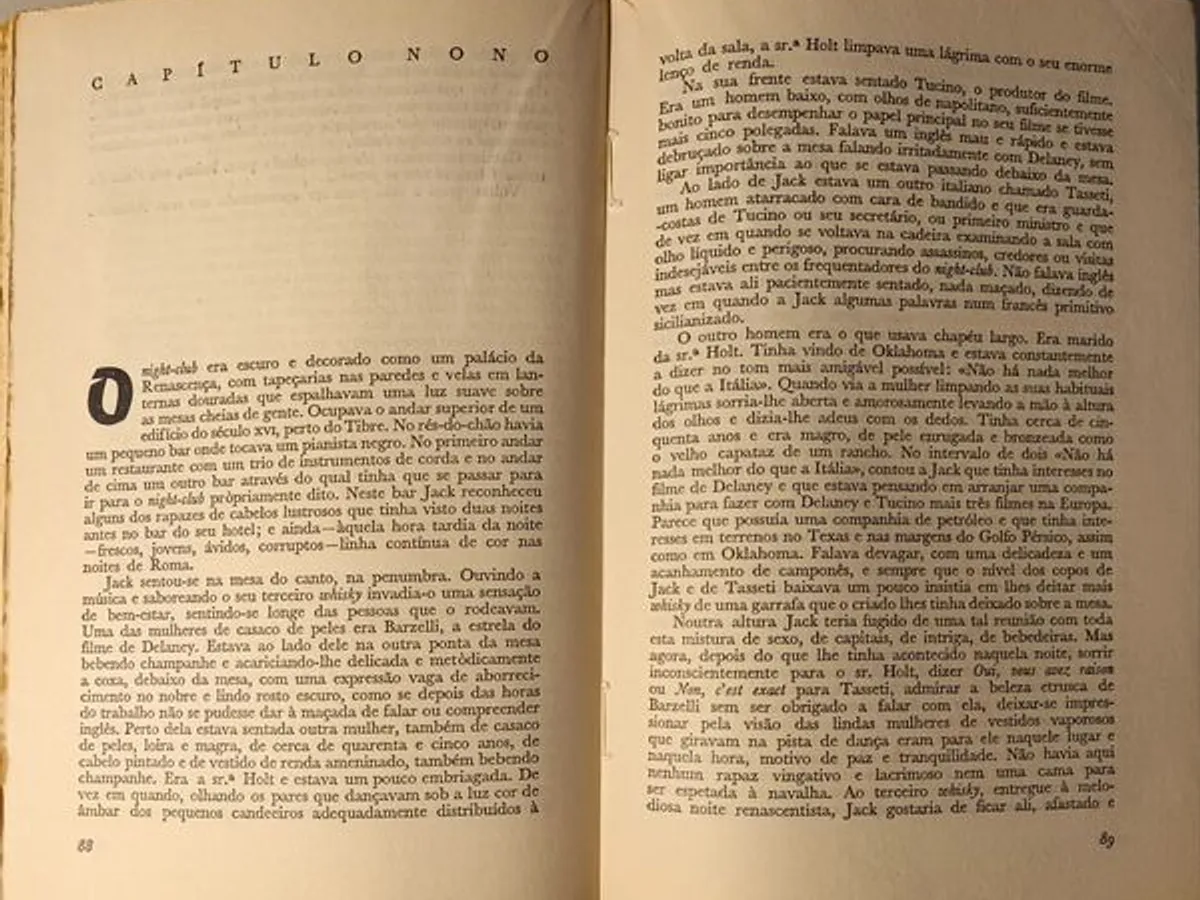 CAPÍTULO NONO
O night-club era escuro e decorado como um palácio da
Renascença, com tapeçarias nas paredes e velas em lan-
ternas douradas que espalhavam uma luz suave sobre
as mesas cheias de gente. Ocupava o andar superior de um
edifício do século XVI, perto do Tibre. No rés-do-chão havia
um pequeno bar onde tocava um pianista negro. No primeiro andar
um restaurante com um trio de instrumentos de corda e no andar
de cima um outro bar através do qual tinha que se passar para
ir para o night-club pròpriamente dito. Neste bar Jack reconheceu
alguns dos rapazes de cabelos lustrosos que tinha visto duas noites
antes no bar do seu hotel; e ainda—àquela hora tardia da noite
—frescos, jovens, ávidos, corruptos—linha contínua de cor nas
noites de Roma.
Jack sentou-se na mesa do canto, na penumbra. Ouvindo a
música e saboreando o seu terceiro whisky invadia-o uma sensação
de bem-estar, sentindo-se longe das pessoas que o rodeavam.
Uma das mulheres de casaco de peles era Barzelli, a estrela do
filme de Delaney. Estava ao lado dele na outra ponta da mesa
bebendo champanhe e acariciando-lhe delicada e metòdicamente
a coxa, debaixo da mesa, com uma expressão vaga de aborreci-
cimento no nobre e lindo rosto escuro, como se depois das horas
do trabalho não se pudesse dar à maçada de falar ou compreender
inglês. Perto dela estava sentada outra mulher, também de casaco
de peles, loira e magra, de cerca de quarenta e cinco anos, de
cabelo pintado e de vestido de renda ameninado, também bebendo
champanhe. Era a sr.ª Holt e estava um pouco embriagada. De
vez em quando, olhando os pares que dançavam sob a luz cor de
âmbar dos pequenos candeeiros adequadamente distribuídos à
88
volta da sala, a sr.ª Holt limpava uma lágrima com o seu enorme
lenço de renda.
Na sua frente estava sentado Tucino, o produtor do filme.
Era um homem baixo, com olhos de napolitano, suficientemente
bonito para desempenhar o papel principal no seu filme se tivesse
mais cinco polegadas. Falava um inglês mau e rápido e estava
debruçado sobre a mesa falando irritadamente com Delaney, sem
ligar importância ao que se estava passando debaixo da mesa.
Ao lado de Jack estava um outro italiano chamado Tasseti,
um homem atarracado com cara de bandido e que era guarda-
-costas de Tucino ou seu secretário, ou primeiro ministro e que
de vez em quando se voltava na cadeira examinando a sala com
olho líquido e perigoso, procurando assassinos, credores ou visitas
indesejáveis entre os frequentadores do night-club. Não falava inglês
mas estava ali pacientemente sentado, nada maçado, dizendo de
vez em quando a Jack algumas palavras num francês primitivo
sicilianizado.
O outro homem era o que usava chapéu largo. Era marido
da sr.ª Holt. Tinha vindo de Oklahoma e estava constantemente
a dizer no tom mais amigável possível: «Não há nada melhor
do que a Itália». Quando via a mulher limpando as suas habituais
lágrimas sorria-lhe aberta e amorosamente levando a mão à altura
dos olhos e dizia-lhe adeus com os dedos. Tinha cerca de cin-
quenta anos e era magro, de pele enrugada e bronzeada como
o velho capataz de um rancho. No intervalo de dois «Não há
nada melhor do que a Itália», contou a Jack que tinha interesses no
filme de Delaney e que estava pensando em arranjar uma compa-
nhia para fazer com Delaney e Tucino mais três filmes na Europa.
Parece que possuía uma companhia de petróleo e que tinha inte-
resses em terrenos no Texas e nas margens do Golfo Pérsico, assim
como em Oklahoma. Falava devagar, com uma delicadeza e um
acanhamento de camponês, e sempre que o nível dos copos de
Jack e de Tasseti baixava um pouco insistia em lhes deitar mais
whisky de uma garrafa que o criado lhes tinha deixado sobre a mesa.
Noutra altura Jack teria fugido de uma tal reunião com toda
esta mistura de sexo, de capitais, de intriga, de bebedeiras. Mas
agora, depois do que lhe tinha acontecido naquela noite, sorrir
inconscientemente para o sr. Holt, dizer Oui, vous avez raison
ou Non, c'est exact para Tasseti, admirar a beleza etrusca de
Barzelli sem ser obrigado a falar com ela, deixar-se impres-
sionar pela visão das lindas mulheres de vestidos vaporosos
que giravam na pista de dança eram para ele naquele lugar e
naquela hora, motivo de paz e tranquilidade. Não havia aqui
nenhum rapaz vingativo e lacrimoso nem uma cama para
ser espetada à navalha. Ao terceiro whisky, entregue à melo-
diosa noite renascentista, Jack gostaria de ficar ali, afastado e
89